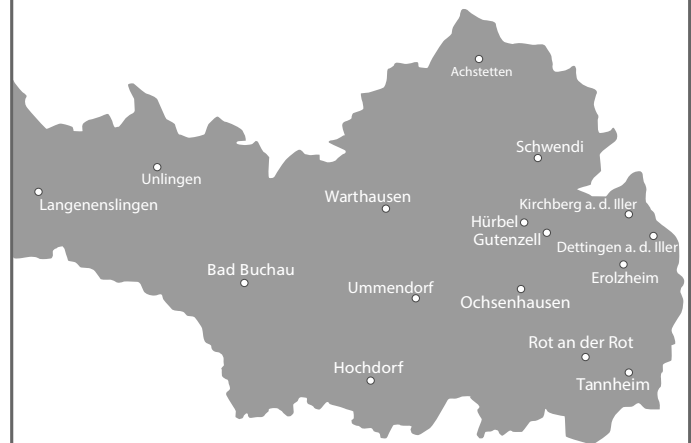 Achstetten
Schwendi
Unlingen
Langenenslingen
Warthausen
Kirchberg a. d. Iller
Hürbel
Gutenzell
Dettingen a. d. Iller
Bad Buchau
Erolzheim
Ummendorf
Ochsenhausen
Rot an der Rot
Hochdorf
Tannheim